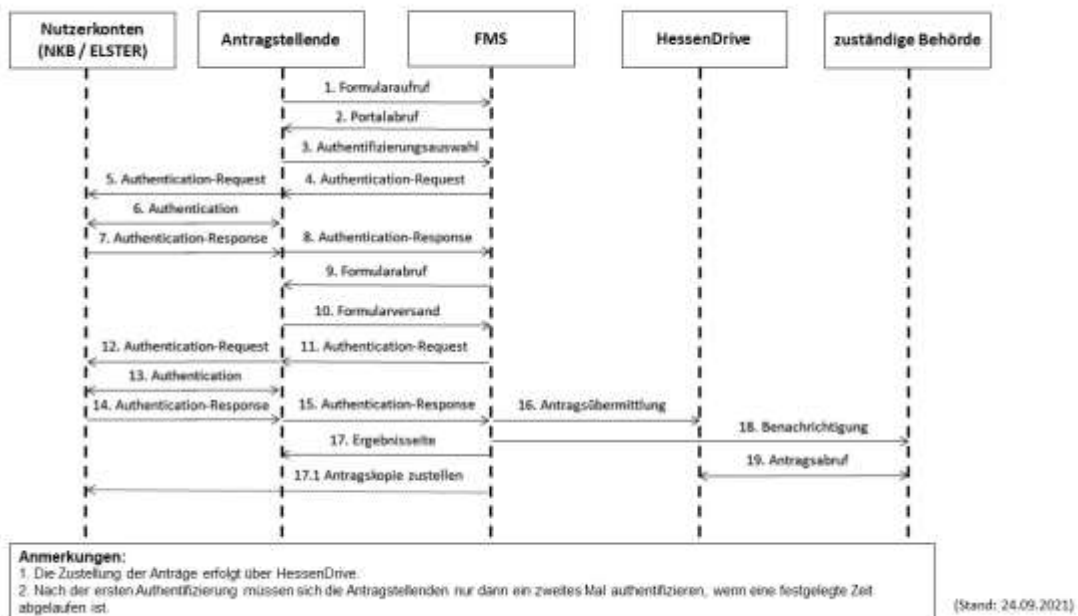 Nutzerkonten
(NKB / ELSTER)
Antragstellende
FMS
HessenDrive
zuständige Behörde
1. Formularaufruf
2. Portalabruf
3. Authentifizierungsauswahl
5. Authentication-Request
4. Authentication-Request
6. Authentication
7. Authentication-Response
8. Authentication-Response
9. Formularabruf
10. Formularversand
12. Authentication-Request
11. Authentication-Request
13. Authentication
14. Authentication-Response
15. Authentication-Response
16. Antragsübermittlung
17. Ergebnisseite
18. Benachrichtigung
19. Antragsabruf
17.1 Antragskopie zustellen
Anmerkungen:
1. Die Zustellung der Anträge erfolgt über HessenDrive.
2. Nach der ersten Authentifizierung müssen sich die Antragstellenden nur dann ein zweites Mal authentifizieren, wenn eine festgelegte Zeit
abgelaufen ist.
(Stand: 24.09.2021)